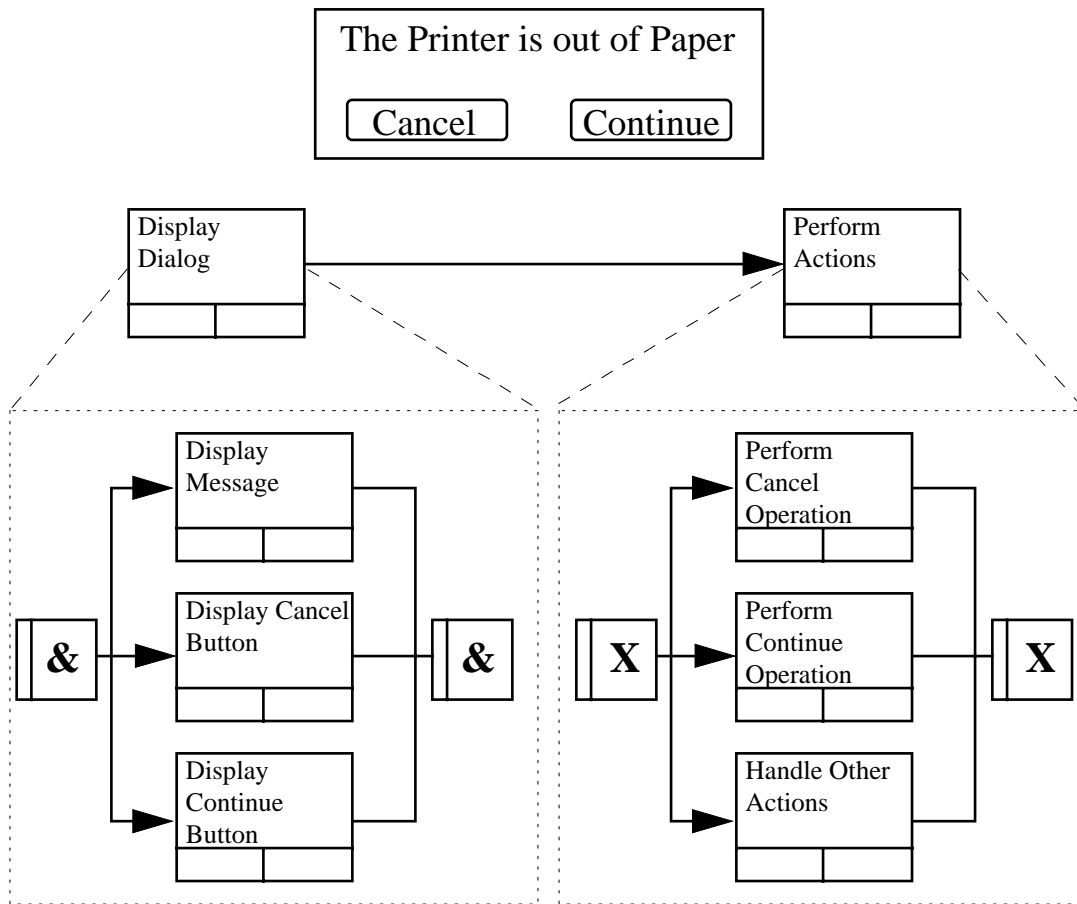 The Printer is out of Paper
Cancel
Continue
Display
Dialog
Perform
Actions
Display
Message
Display Cancel
Button
Display
Continue
Button
&
&
Perform
Cancel
Operation
Perform
Continue
Operation
Handle Other
Actions
X
X